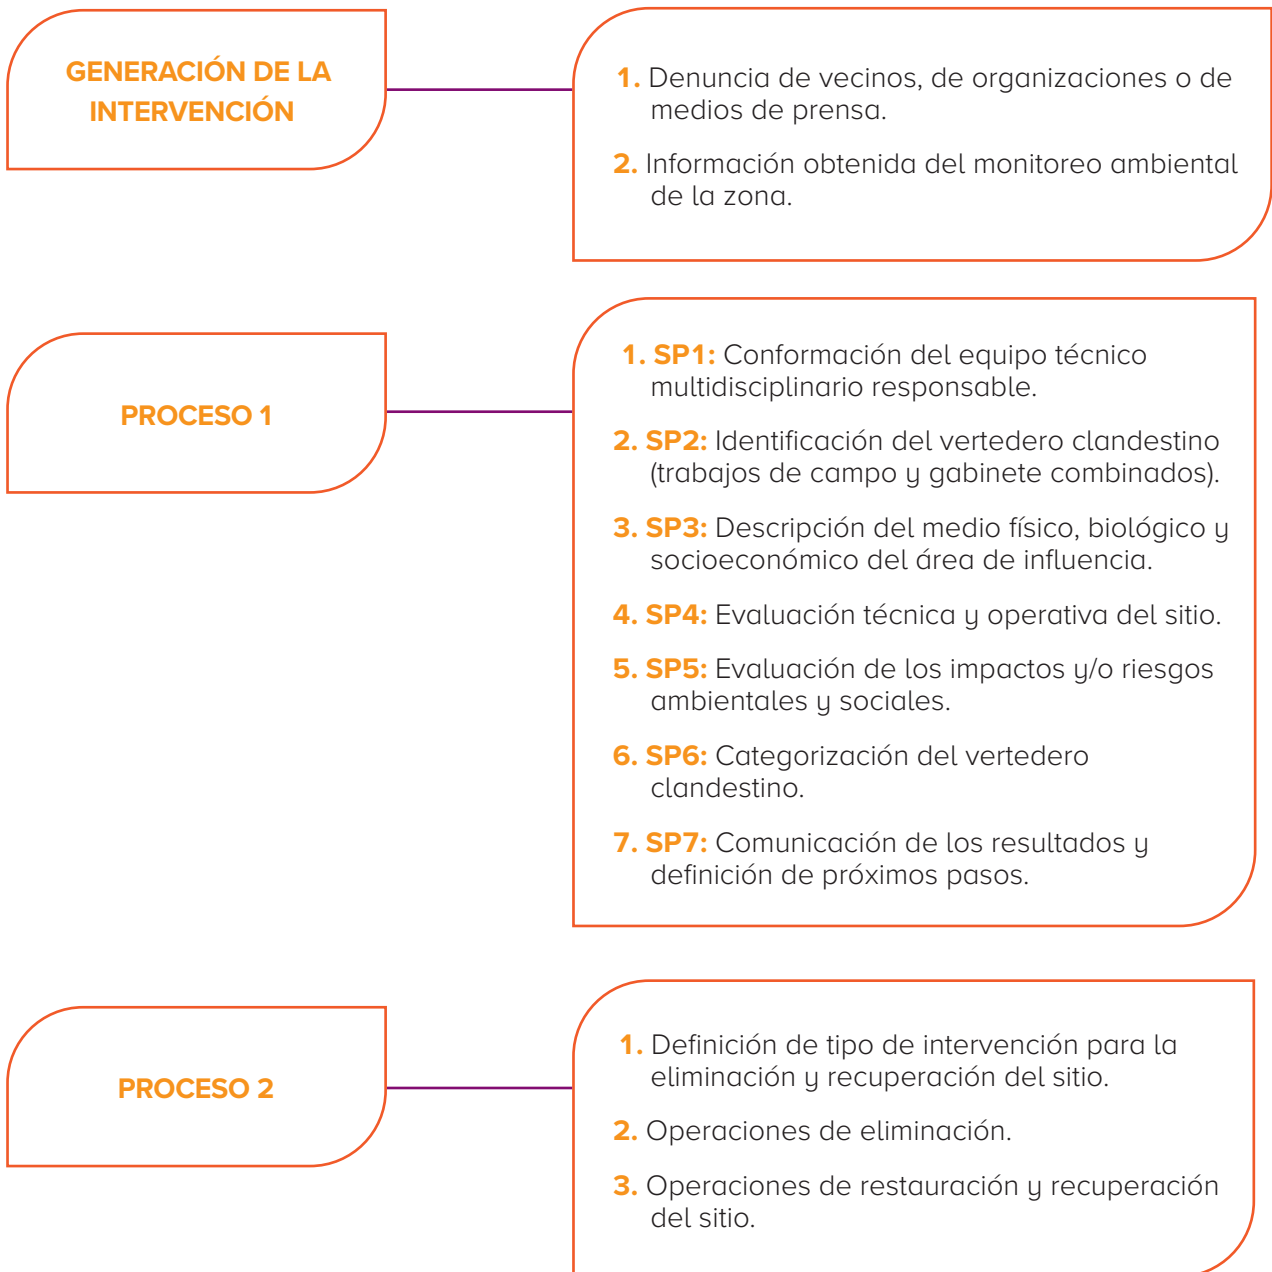 GENERACIÓN DE LA
INTERVENCIÓN
1. Denuncia de vecinos, de organizaciones o de
medios de prensa.
2. Información obtenida del monitoreo ambiental
de la zona.
PROCESO 1
1. SP1: Conformación del equipo técnico
multidisciplinario responsable.
2. SP2: Identificación del vertedero clandestino
(trabajos de campo y gabinete combinados).
3. SP3: Descripción del medio físico, biológico y
socioeconómico del área de influencia.
4. SP4: Evaluación técnica y operativa del sitio.
5. SP5: Evaluación de los impactos y/o riesgos
ambientales y sociales.
6. SP6: Categorización del vertedero
clandestino.
7. SP7: Comunicación de los resultados y
definición de próximos pasos.
PROCESO 2
1. Definición de tipo de intervención para la
eliminación y recuperación del sitio.
2. Operaciones de eliminación.
3. Operaciones de restauración y recuperación
del sitio.